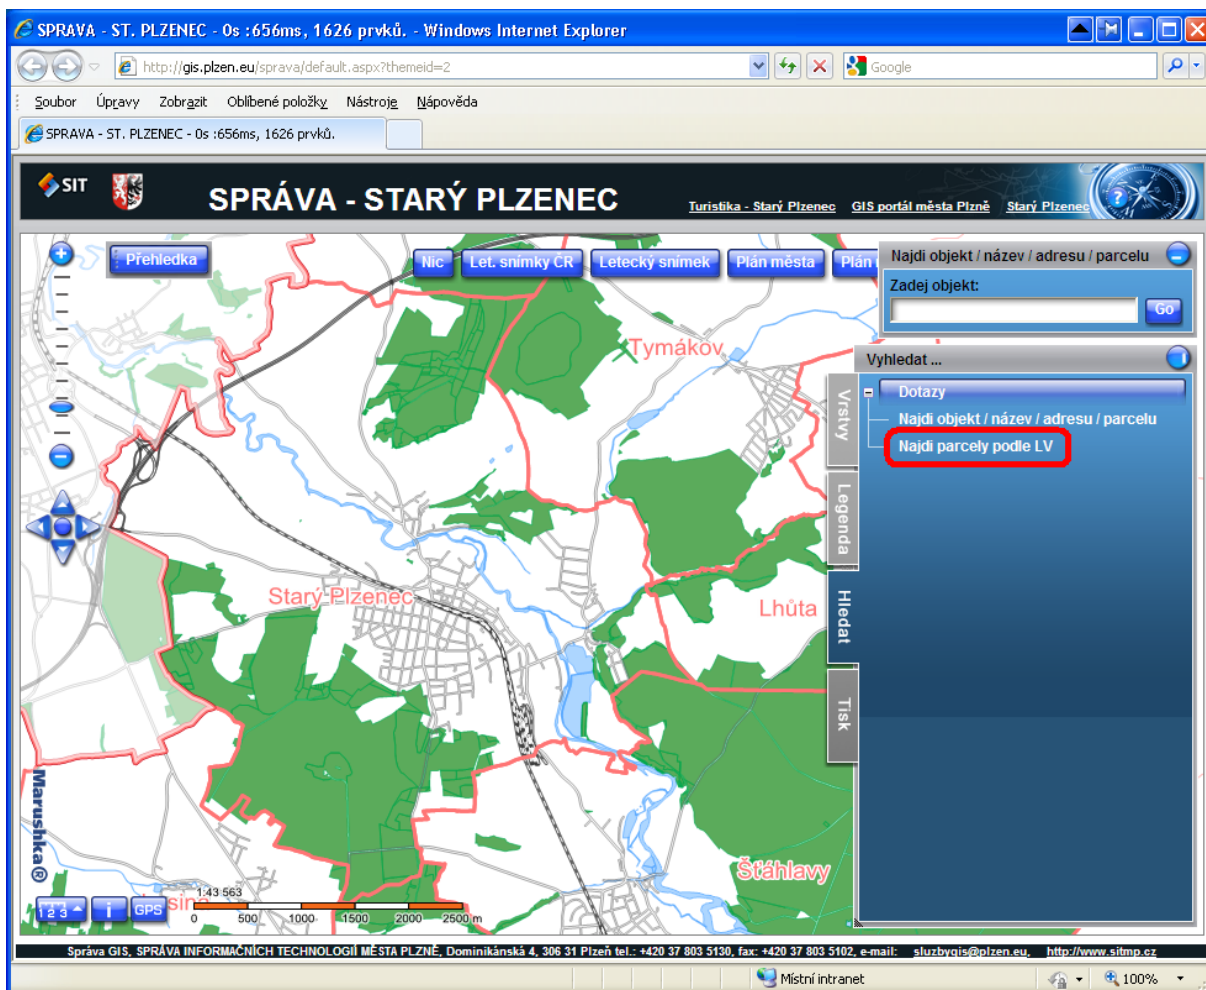 SPRAVA - ST. PLZENEC - 0s :656ms, 1626 prvků. - Windows Internet Explorer
http://gis.plzen.eu/sprava/default.aspx?themeid=2
Google
Soubor Úpravy Zobrazit Oblíbené položky Nástroje Nápověda
SPRAVA - ST. PLZENEC - 0s :656ms, 1626 prvků.
SIT
SPRÁVA - STARÝ PLZENEC
Turistika - Starý Plzenec GIS portál města Plzně Starý Plzenec
?
Přehledka
Nic Let. snímky ČR Letecký snímek Plán města Plán
Najdi objekt / název / adresu / parcelu
Zadej objekt:
Go
Vyhledat ...
Dotazy
Najdi objekt / název / adresu / parcelu
Najdi parcely podle LV
Vrstvy
Legenda
Hledat
Tisk
Tymákov
Starý Plzenec
Lhůta
Šťáhlavy
Marushka®
1:43 563
0 500 1000 1500 2000 2500 m
1 2 3 i GPS
Správa GIS, SPRÁVA INFORMAČNÍCH TECHNOLOGIÍ MĚSTA PLZNĚ, Dominikánská 4, 306 31 Plzeň tel.: +420 37 803 5130, fax: +420 37 803 5102, e-mail: sluzbygis@plzen.eu, http://www.sitmp.cz
Místní intranet
100%